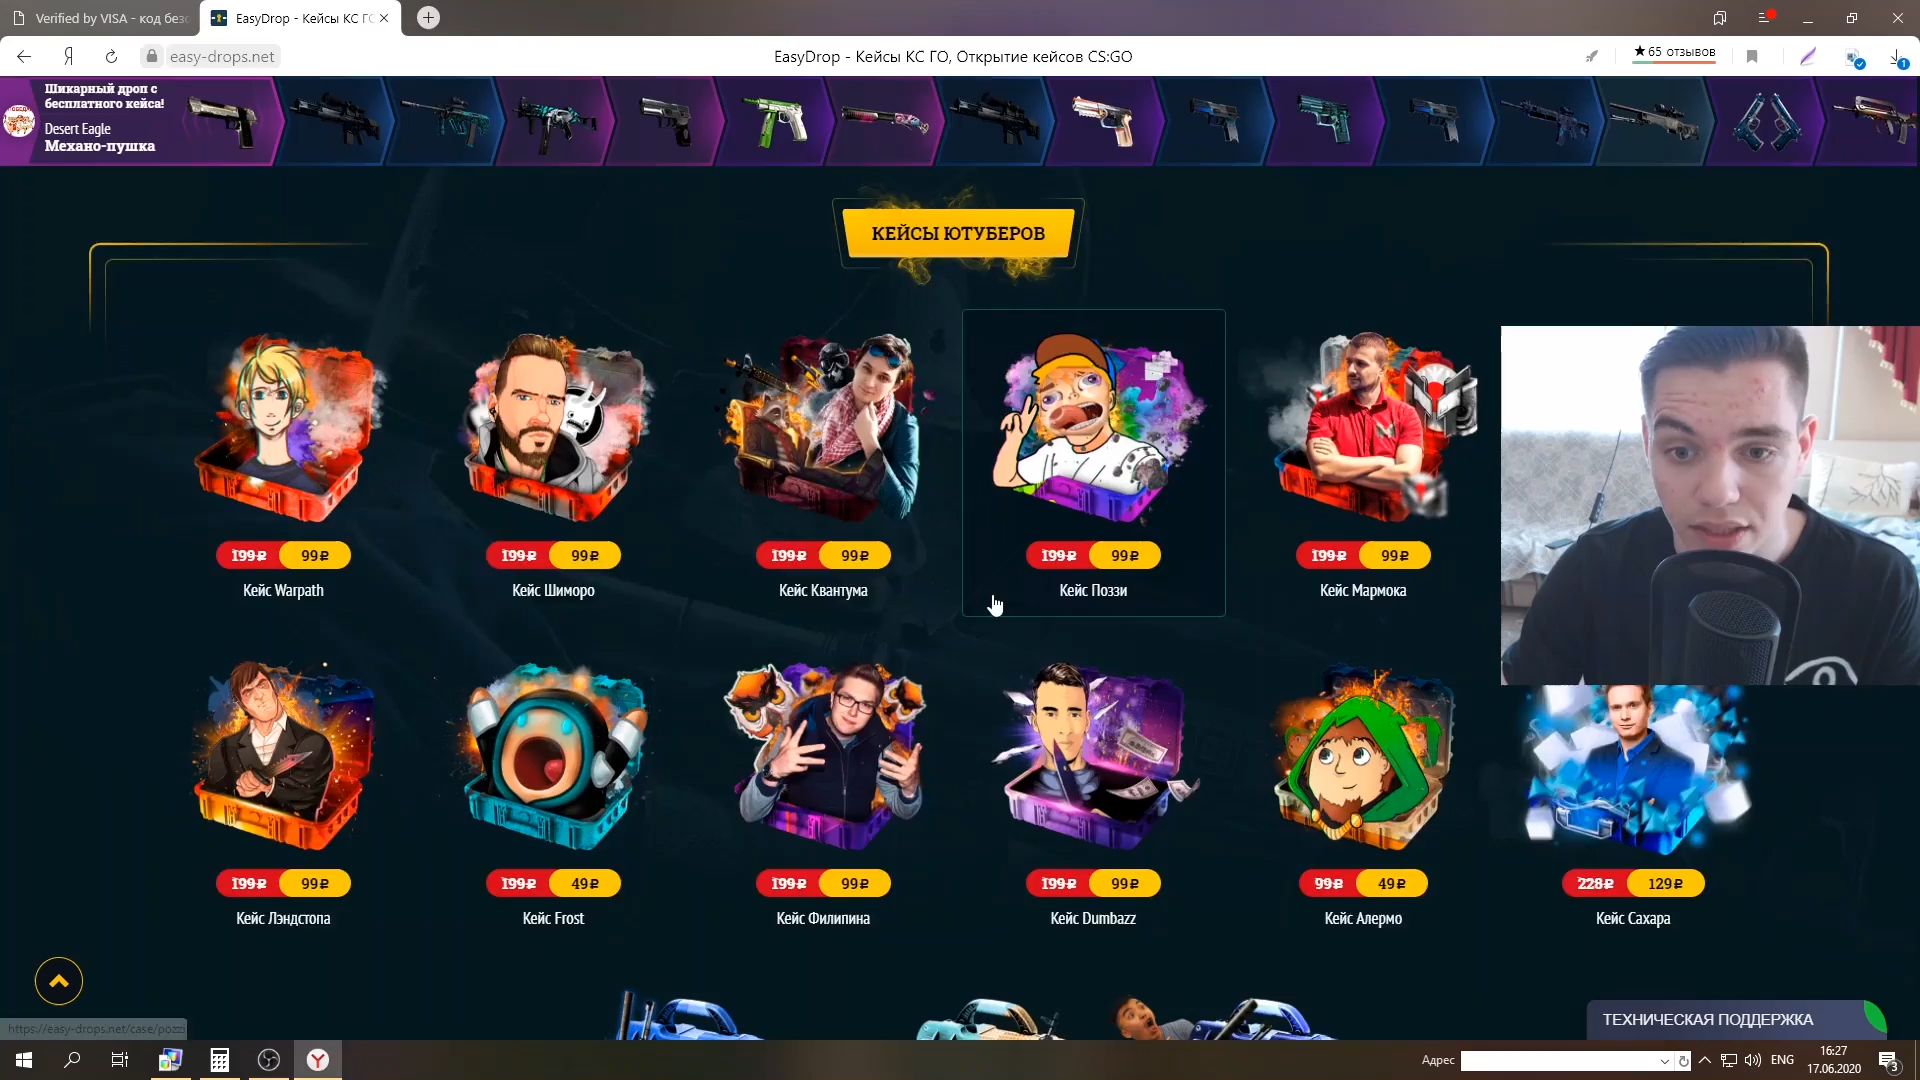 Verified by VISA - код безо
EasyDrop - Кейсы КС ГО
easy-drops.net
EasyDrop - Кейсы КС ГО, Открытие кейсов CS:GO
★65 отзывов
1
Шикарный дроп с
бесплатного кейса!
Desert Eagle
Механо-пушка
КЕЙСЫ ЮТУБЕРОВ
199₽ 99₽
Кейс Warpath
199₽ 99₽
Кейс Шиморо
199₽ 99₽
Кейс Квантума
199₽ 99₽
Кейс Поззи
199₽ 99₽
Кейс Мармока
199₽ 99₽
Кейс Лэндстопа
199₽ 49₽
Кейс Frost
199₽ 99₽
Кейс Филипина
199₽ 99₽
Кейс Dumbazz
99₽ 49₽
Кейс Алермо
228₽ 129₽
Кейс Сахара
https://easy-drops.net/case/pozzi
ТЕХНИЧЕСКАЯ ПОДДЕРЖКА
Адрес
ENG
16:27
17.06.2020
3